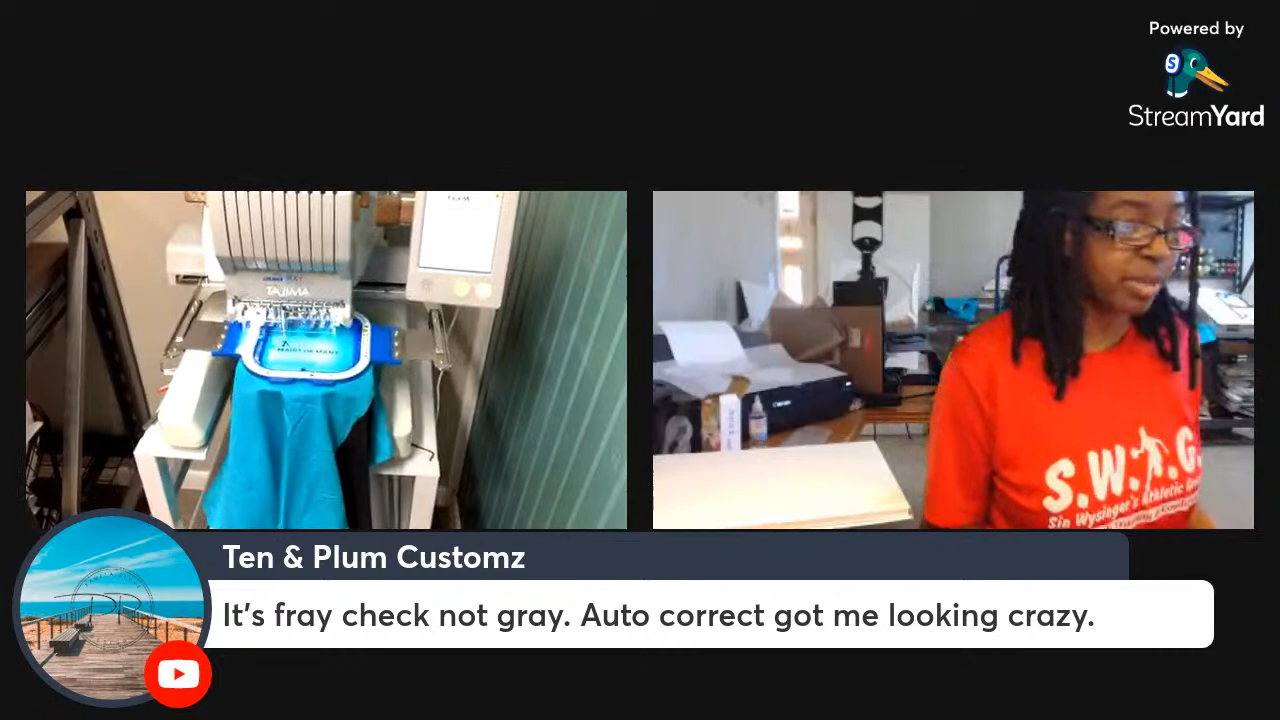 Powered by
S
StreamYard
TAJIMA
S.W.A.G.
Ten & Plum Customz
It's fray check not gray. Auto correct got me looking crazy.